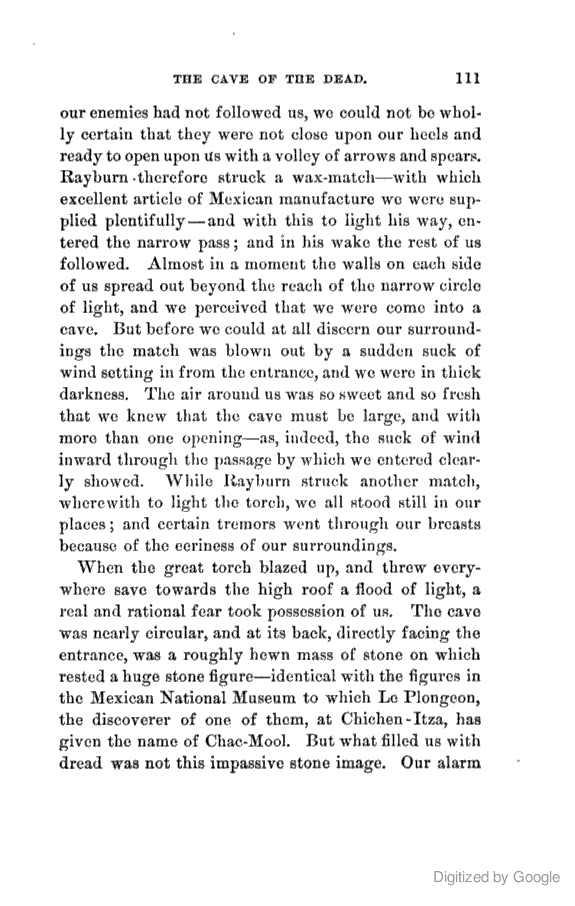 THE CAVE OF THE DEAD. 111
our enemies had not followed us, we could not be whol-
ly certain that they were not close upon our heels and
ready to open upon us with a volley of arrows and spears.
Rayburn therefore struck a wax-match—with which
excellent article of Mexican manufacture we were sup-
plied plentifully—and with this to light his way, en-
tered the narrow pass; and in his wake the rest of us
followed. Almost in a moment the walls on each side
of us spread out beyond the reach of the narrow circle
of light, and we perceived that we were come into a
cave. But before we could at all discern our surround-
ings the match was blown out by a sudden suck of
wind setting in from the entrance, and we were in thick
darkness. The air around us was so sweet and so fresh
that we knew that the cave must be large, and with
more than one opening—as, indeed, the suck of wind
inward through the passage by which we entered clear-
ly showed. While Rayburn struck another match,
wherewith to light the torch, we all stood still in our
places; and certain tremors went through our breasts
because of the eeriness of our surroundings.
When the great torch blazed up, and threw every-
where save towards the high roof a flood of light, a
real and rational fear took possession of us. The cave
was nearly circular, and at its back, directly facing the
entrance, was a roughly hewn mass of stone on which
rested a huge stone figure—identical with the figures in
the Mexican National Museum to which Le Plongeon,
the discoverer of one of them, at Chichen-Itza, has
given the name of Chac-Mool. But what filled us with
dread was not this impassive stone image. Our alarm
Digitized by Google